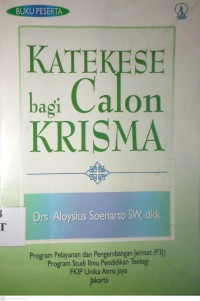 BUKU PESERTA
KATEKESE
bagi Calon
KRISMA
Drs. Aloysius Soenarto SW, dkk.
Program Pelayanan dan Pengembangan Jemaat (P3J)
Program Studi Ilmu Pendidikan Teologi
FKIP Unika Atma Jaya
Jakarta
8
T